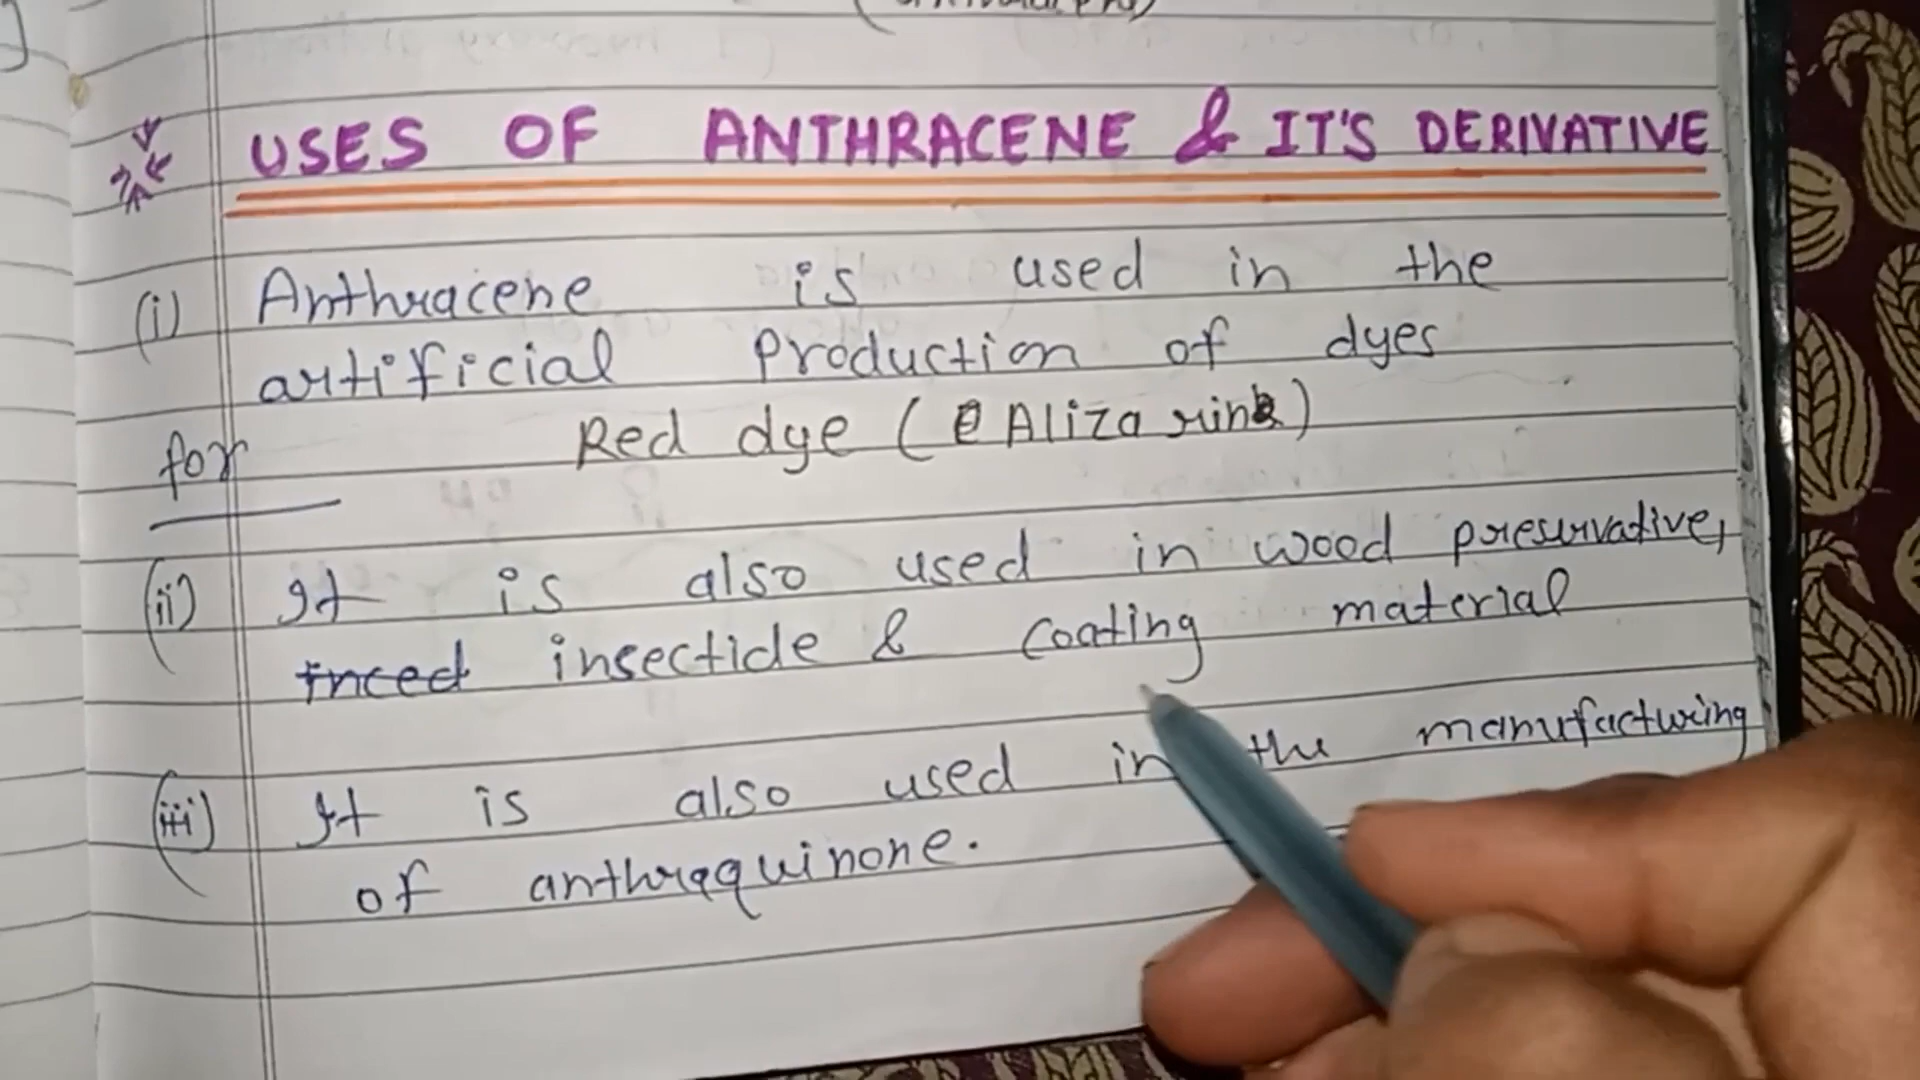 USES OF ANTHRACENE & IT'S DERIVATIVE
(i) Anthracene is used in the
artificial Production of dyes
for Red dye (Alizarin)
(ii) It is also used in wood preservative,
insecticide & coating material
(iii) It is also used in the manufacturing
of anthraquinone.